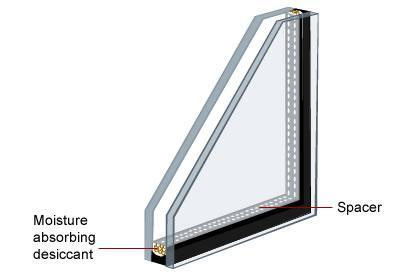 Spacer
Moisture
absorbing
desiccant